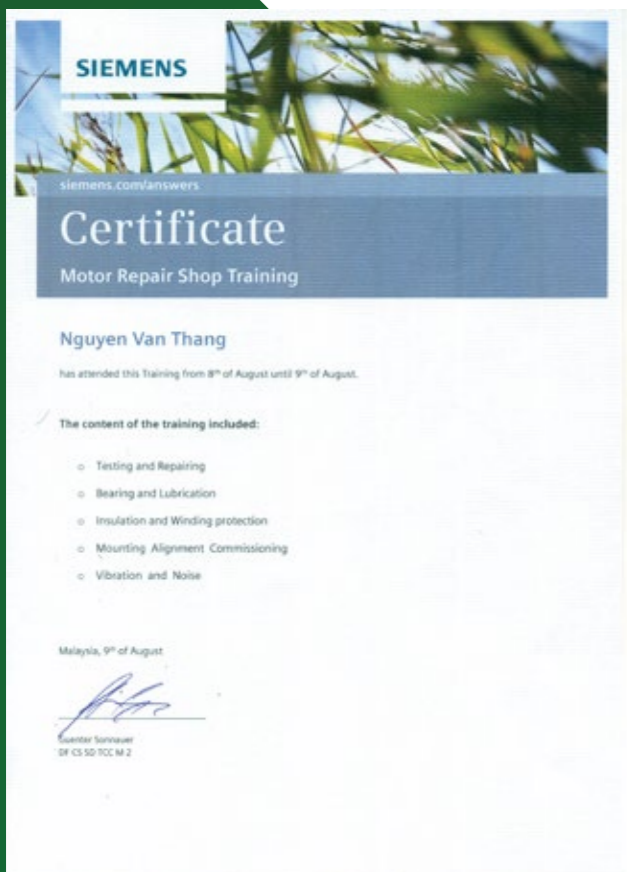 SIEMENS
siemens.com/answers
Certificate
Motor Repair Shop Training
Nguyen Van Thang
has attended this Training from 8th of August until 9th of August.
The content of the training included:
o Testing and Repairing
o Bearing and Lubrication
o Insulation and Winding protection
o Mounting Alignment Commissioning
o Vibration and Noise
Malaysia, 9th of August
Guenter Sonnauer
DF CS SD TCC M 2